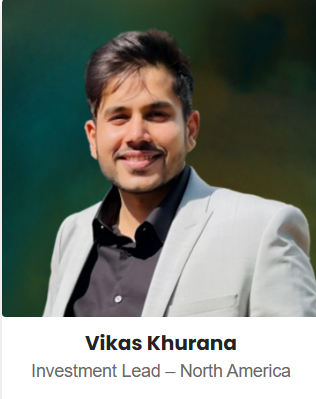 Vikas Khurana
Investment Lead – North America